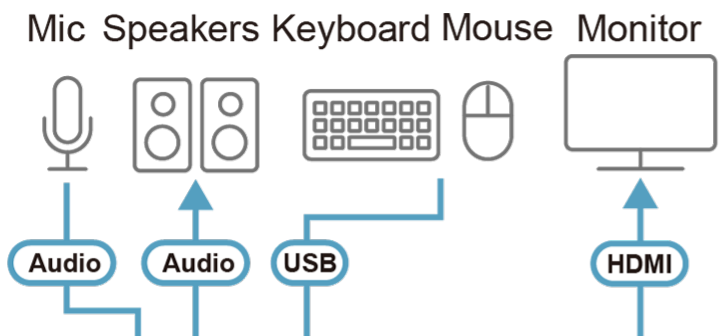 Mic Speakers Keyboard Mouse Monitor
Audio Audio USB HDMI